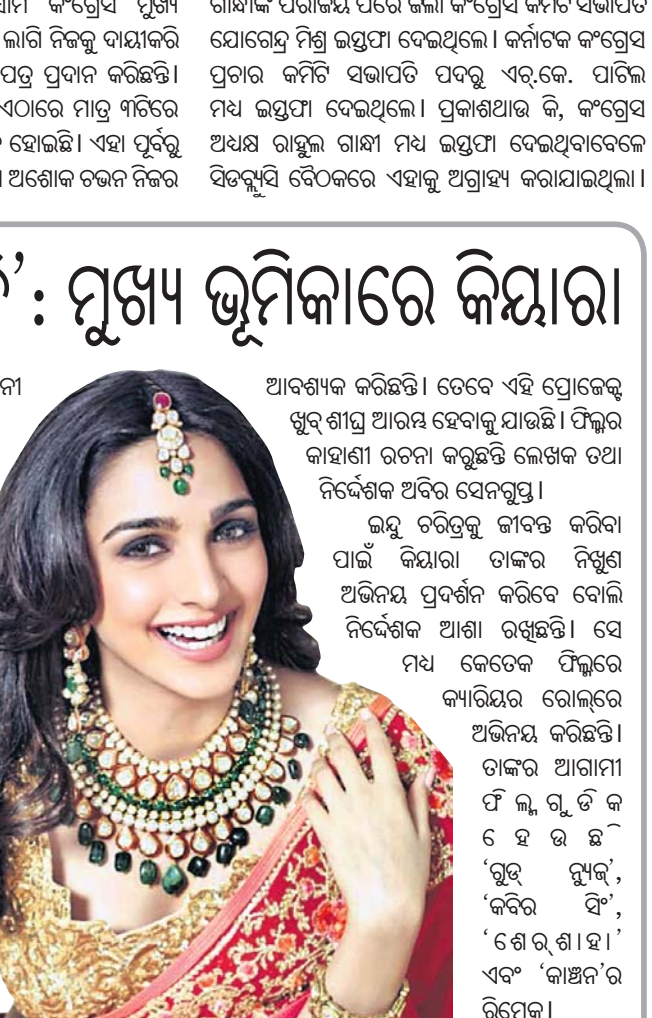 ଲାଗି ନିଜକୁ ଦାୟୀକରି
ପତ୍ର ପ୍ରଦାନ କରିଛନ୍ତି।
ଏଠାରେ ମାତ୍ର ୩ଟିରେ
ହୋଇଛି। ଏହା ପୂର୍ବରୁ
ଅଶୋକ ଚଭନ ନିଜର
ଗାନ୍ଧୀଙ୍କ ପରାଜୟ ପରେ ଜିଲା କଂଗ୍ରେସ କମିଟି ସଭାପତି
ଯୋଗେନ୍ଦ୍ର ମିଶ୍ର ଇସ୍ତଫା ଦେଇଥିଲେ। କର୍ନାଟକ କଂଗ୍ରେସ
ପ୍ରଚାର କମିଟି ସଭାପତି ପଦରୁ ଏଚ୍.କେ. ପାଟିଲ
ମଧ୍ୟ ଇସ୍ତଫା ଦେଇଥିଲେ। ପ୍ରକାଶଥାଉ କି, କଂଗ୍ରେସ
ଅଧ୍ୟକ୍ଷ ରାହୁଲ ଗାନ୍ଧୀ ମଧ୍ୟ ଇସ୍ତଫା ଦେଇଥିବାବେଳେ
ସିଡବ୍ଲ୍ୟୁସି ବୈଠକରେ ଏହାକୁ ଅଗ୍ରାହ୍ୟ କରାଯାଇଥିଲା।
’: ମୁଖ୍ୟ ଭୂମିକାରେ କିୟାରା
ଆବଶ୍ୟକ କରିଛନ୍ତି। ତେବେ ଏହି ପ୍ରୋଜେକ୍ଟ
ଖୁବ୍ ଶୀଘ୍ର ଆରମ୍ଭ ହେବାକୁ ଯାଉଛି। ଫିଲ୍ମର
କାହାଣୀ ରଚନା କରୁଛନ୍ତି ଲେଖକ ତଥା
ନିର୍ଦ୍ଦେଶକ ଅବିର ସେନଗୁପ୍ତ।
ଇନ୍ଦୁ ଚରିତ୍ରକୁ ଜୀବନ୍ତ କରିବା
ପାଇଁ କିୟାରା ତାଙ୍କର ନିଖୁଣ
ଅଭିନୟ ପ୍ରଦର୍ଶନ କରିବେ ବୋଲି
ନିର୍ଦ୍ଦେଶକ ଆଶା ରଖିଛନ୍ତି। ସେ
ମଧ୍ୟ କେତେକ ଫିଲ୍ମରେ
କ୍ୟାରିୟର ରୋଲ୍‌ରେ
ଅଭିନୟ କରିଛନ୍ତି।
ତାଙ୍କର ଆଗାମୀ
ଫିଲ୍ମଗୁଡିକ
ହେଉଛି
‘ଗୁଡ୍ ନ୍ୟୁଜ୍’,
‘କବିର ସିଂ’,
‘ଶେର୍‌ଶାହା’
ଏବଂ ‘କାଞ୍ଚନ’ର
ରିମେକ୍।